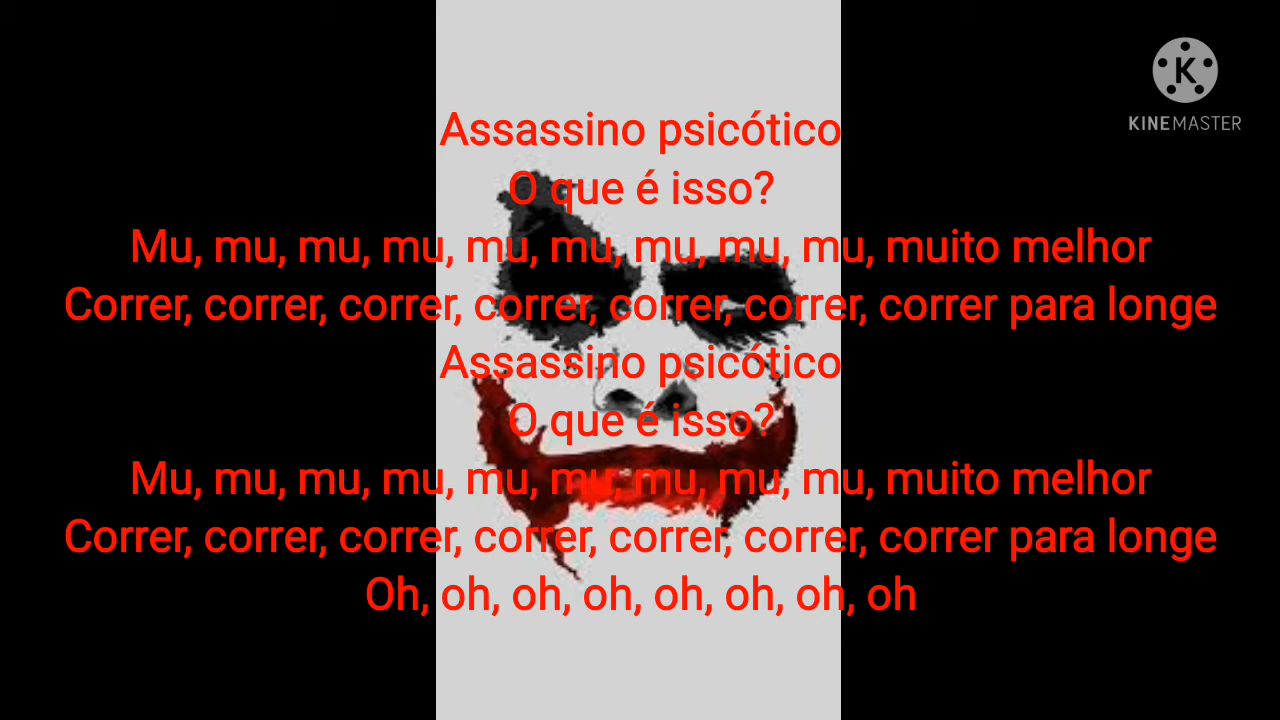 K
KINEMASTER
Assassino psicótico
O que é isso?
Mu, mu, mu, mu, mu, mu, mu, mu, mu, muito melhor
Correr, correr, correr, correr, correr, correr, correr para longe
Assassino psicótico
O que é isso?
Mu, mu, mu, mu, mu, mu, mu, mu, mu, muito melhor
Correr, correr, correr, correr, correr, correr, correr para longe
Oh, oh, oh, oh, oh, oh, oh, oh